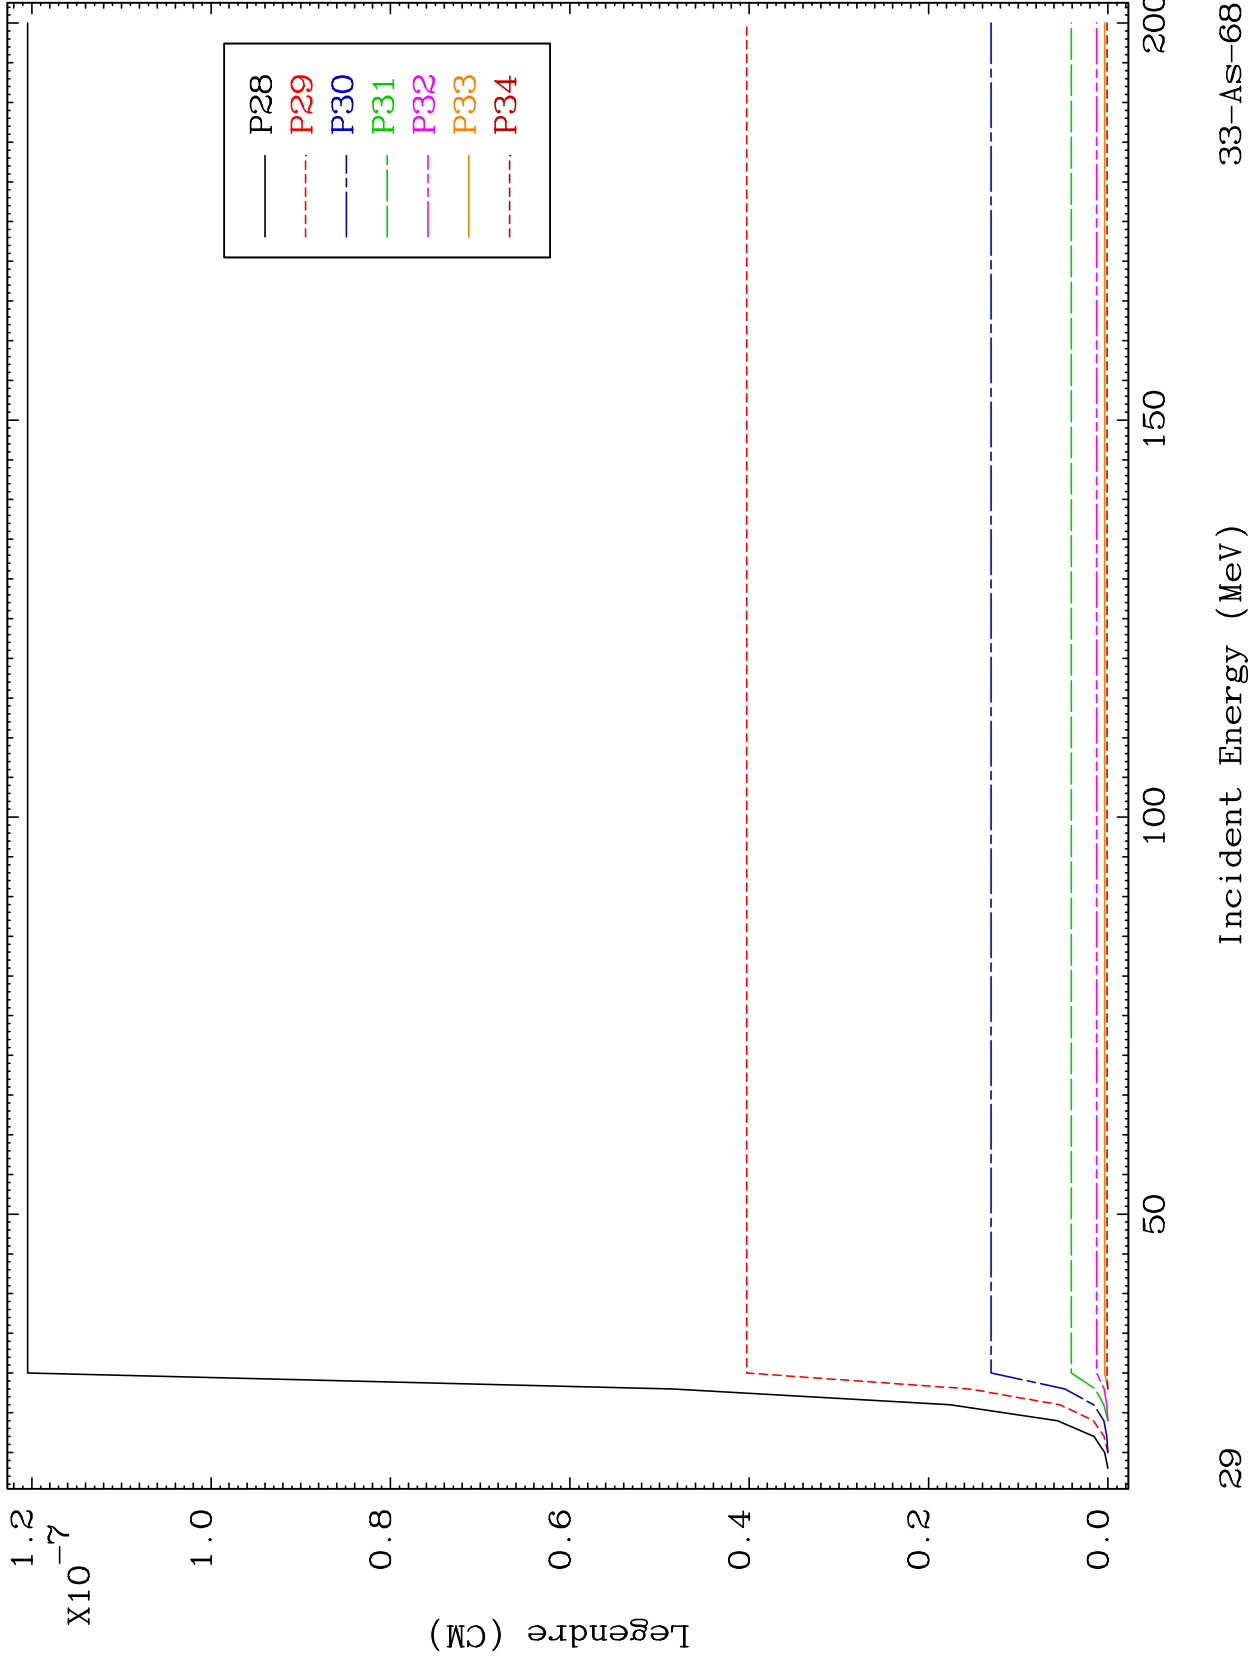 1.2
X10⁻⁷
1.0
0.8
0.6
0.4
0.2
0.0
Legendre (CM)
P28
P29
P30
P31
P32
P33
P34
50
100
150
200
Incident Energy (MeV)
29
33-As-68